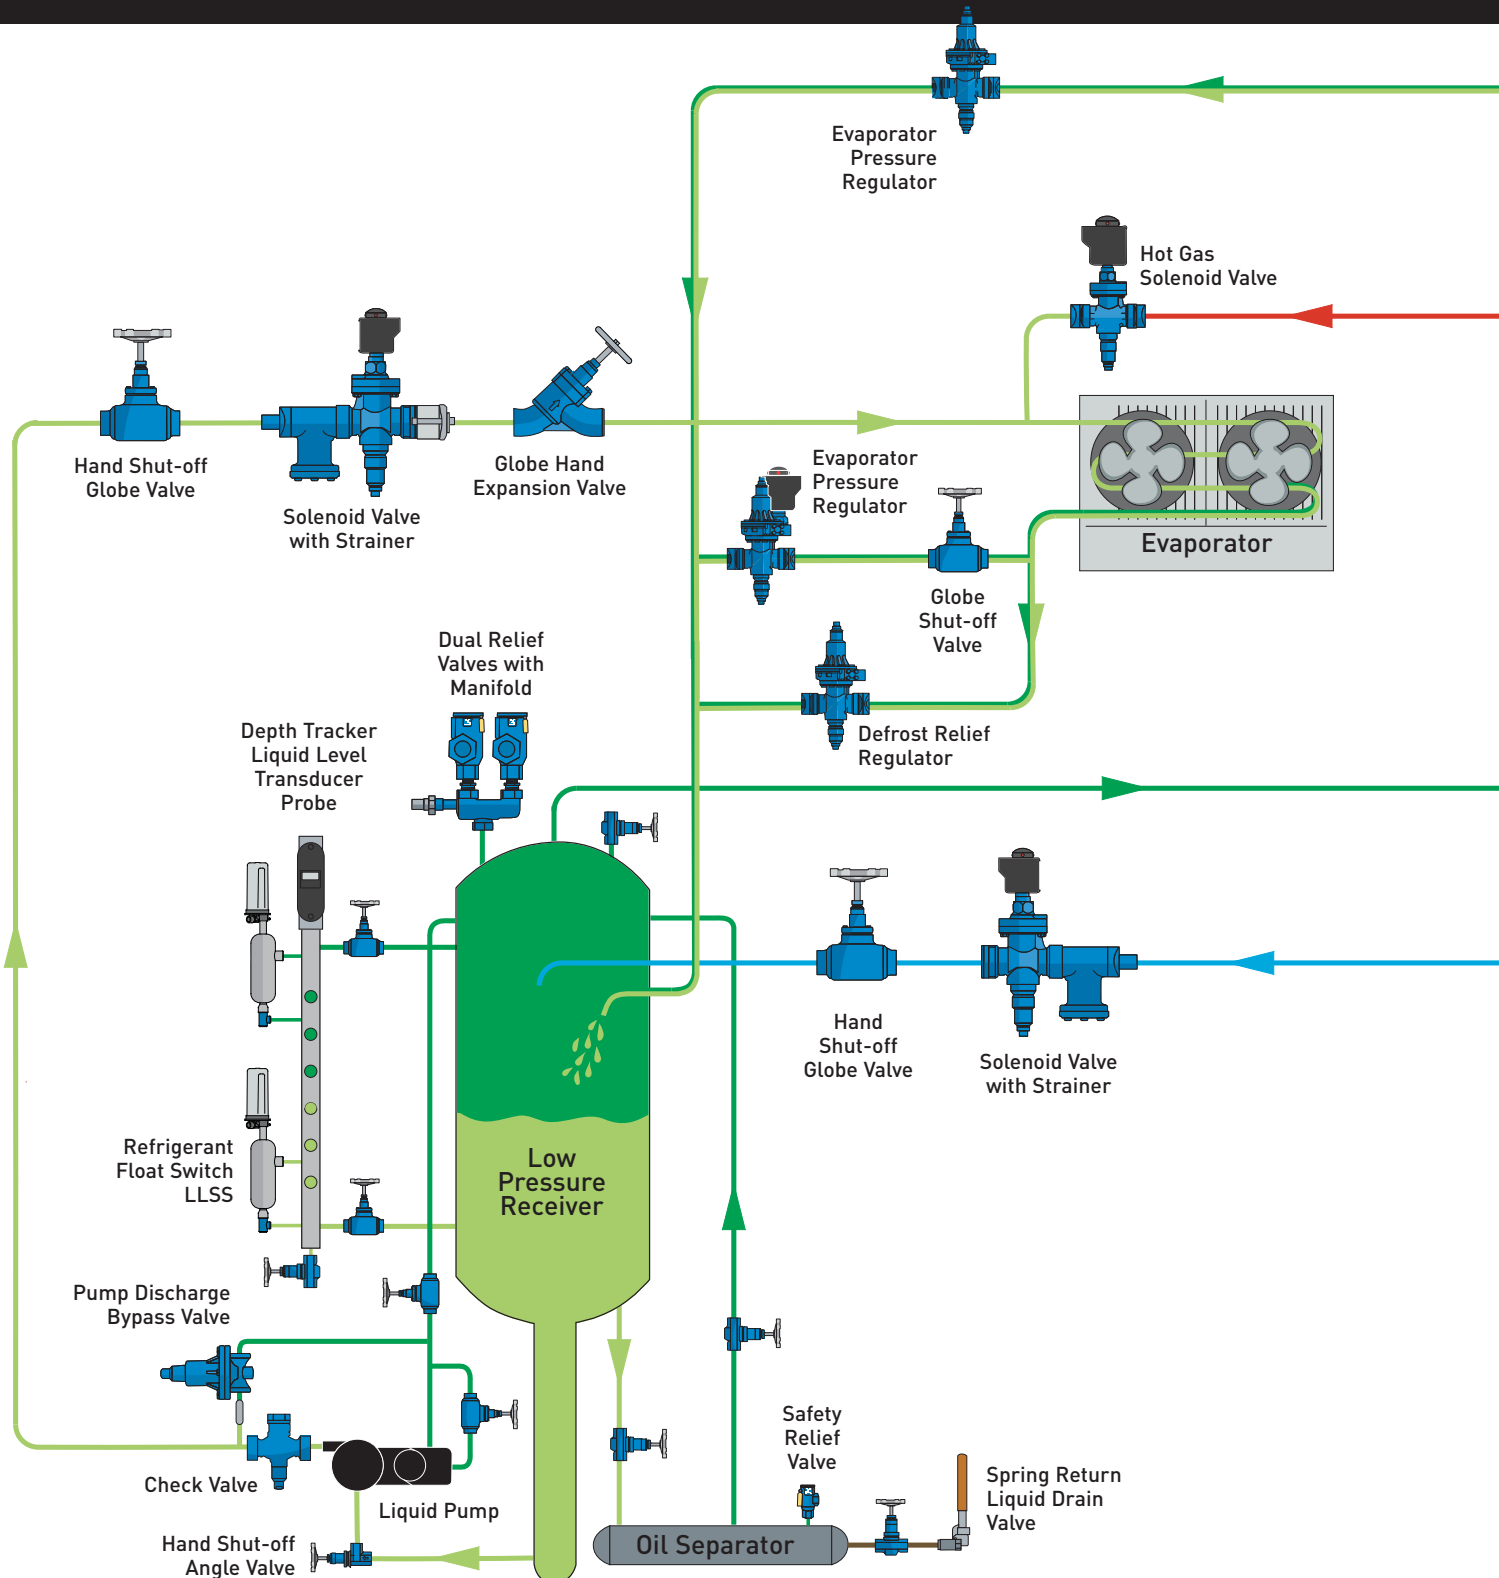 Evaporator
Pressure
Regulator
Hot Gas
Solenoid Valve
Hand Shut-off
Globe Valve
Solenoid Valve
with Strainer
Globe Hand
Expansion Valve
Evaporator
Pressure
Regulator
Evaporator
Globe
Shut-off
Valve
Dual Relief
Valves with
Manifold
Defrost Relief
Regulator
Depth Tracker
Liquid Level
Transducer
Probe
Hand
Shut-off
Globe Valve
Solenoid Valve
with Strainer
Refrigerant
Float Switch
LLSS
Low
Pressure
Receiver
Pump Discharge
Bypass Valve
Check Valve
Liquid Pump
Hand Shut-off
Angle Valve
Safety
Relief
Valve
Oil Separator
Spring Return
Liquid Drain
Valve